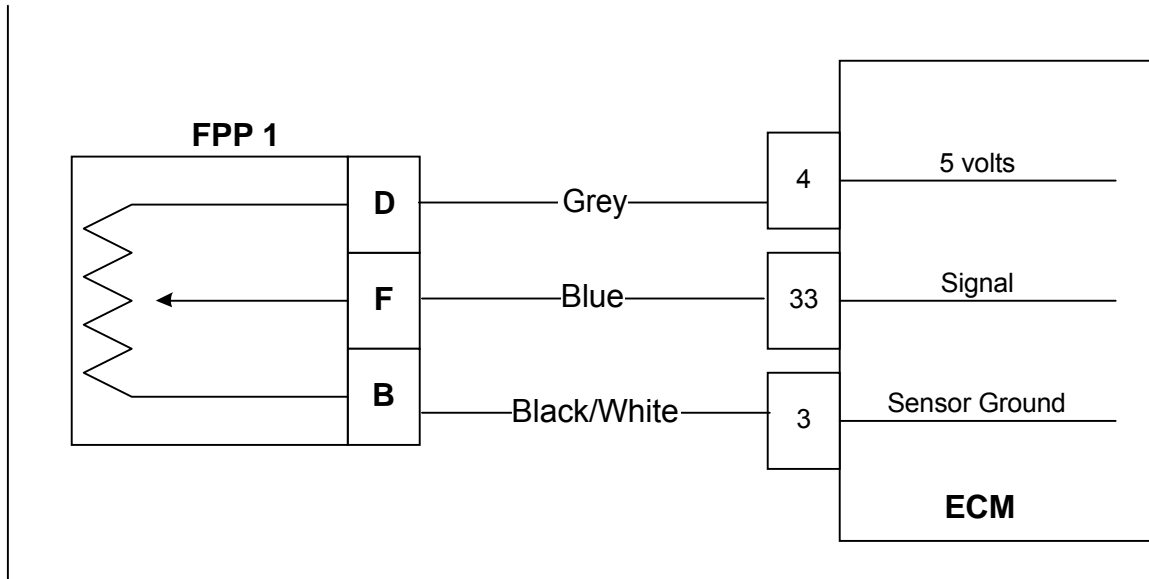 FPP 1
D
Grey
4
5 volts
F
Blue
33
Signal
B
Black/White
3
Sensor Ground
ECM